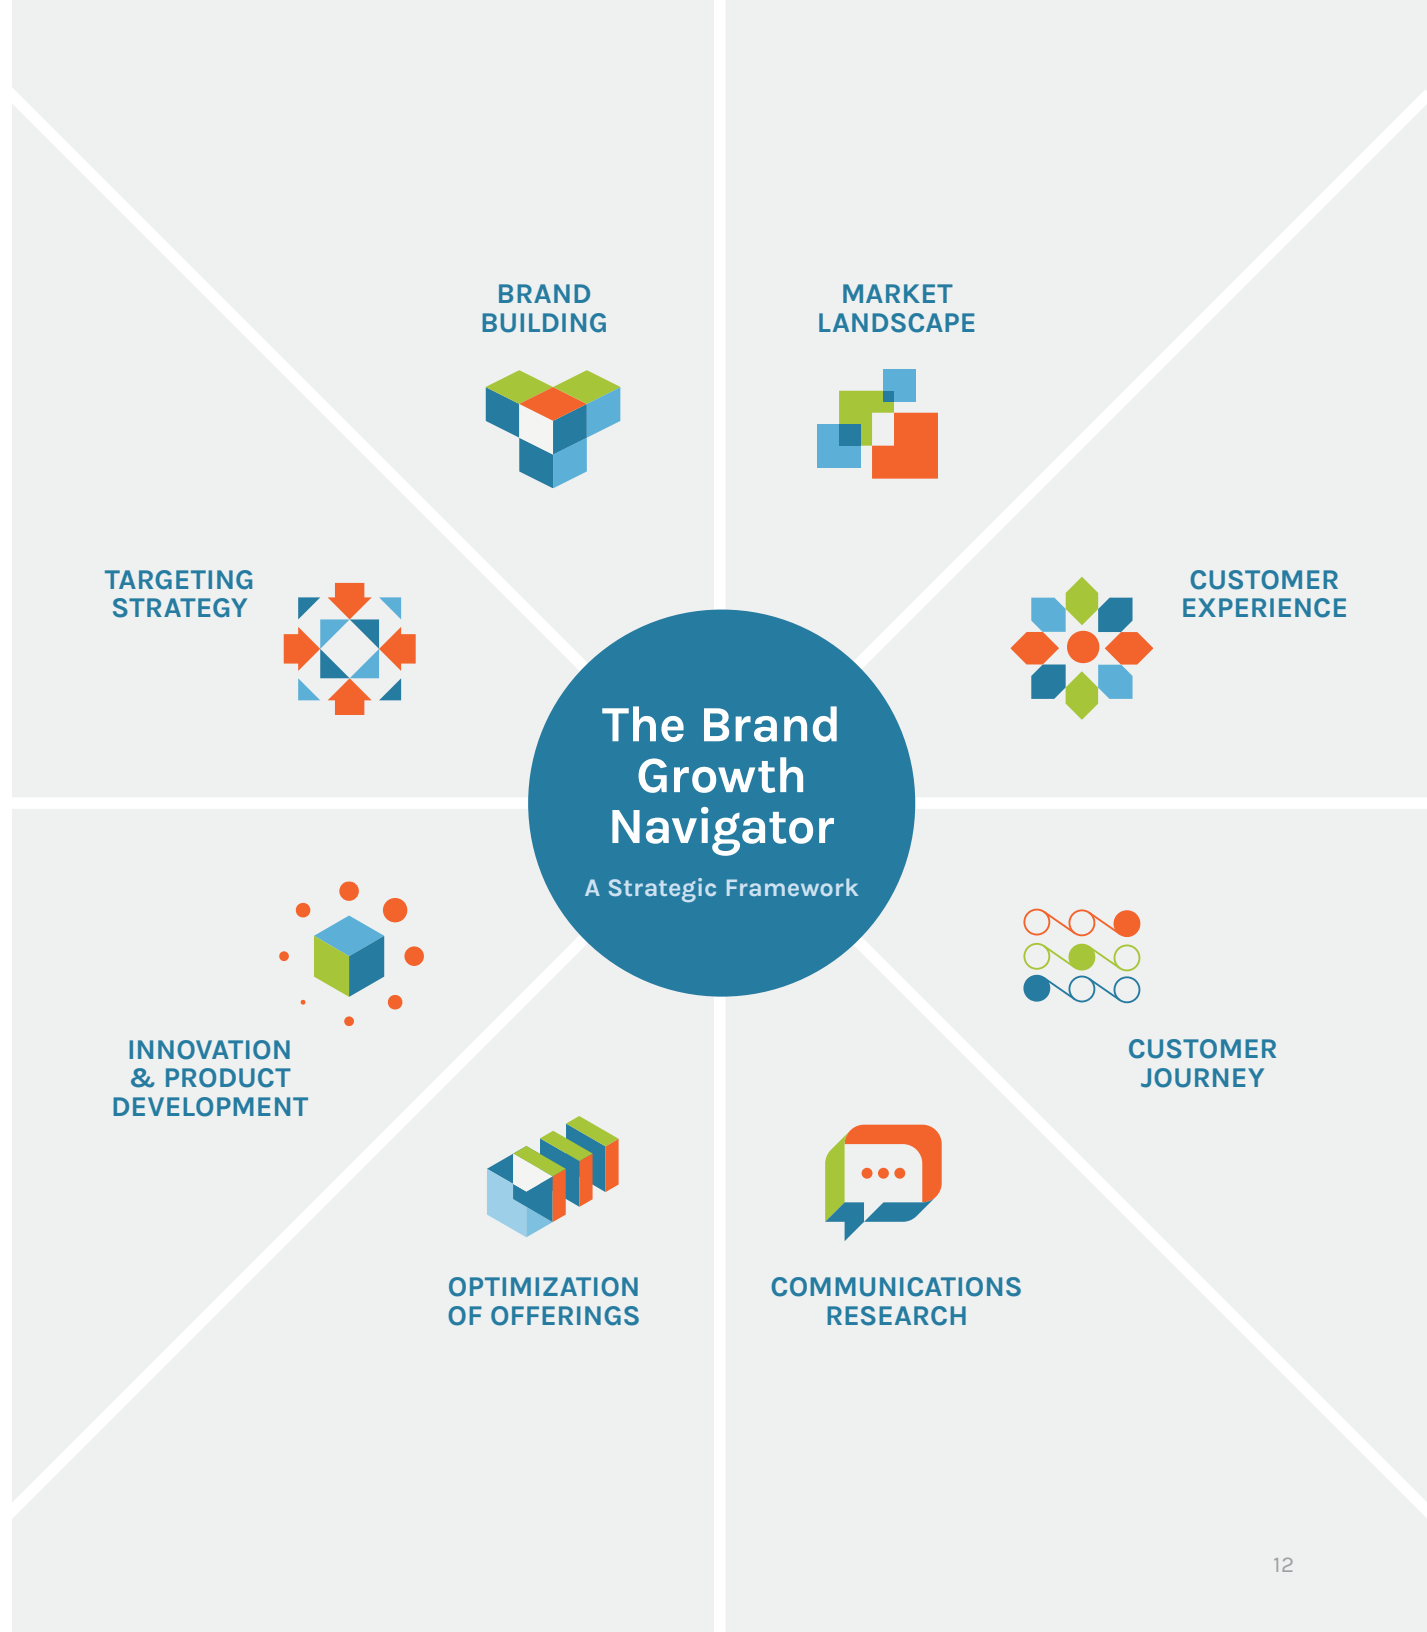 BRAND
BUILDING
MARKET
LANDSCAPE
TARGETING
STRATEGY
CUSTOMER
EXPERIENCE
The Brand
Growth
Navigator
A Strategic Framework
INNOVATION
& PRODUCT
DEVELOPMENT
CUSTOMER
JOURNEY
OPTIMIZATION
OF OFFERINGS
COMMUNICATIONS
RESEARCH
12